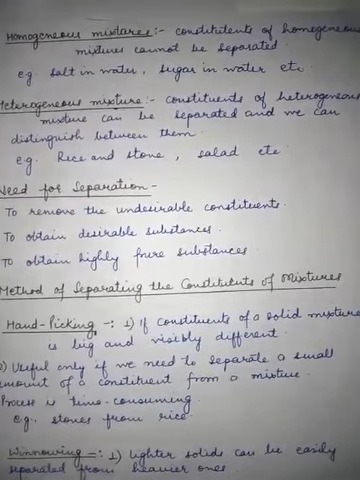 Homogeneous mixtures:- constituents of homogeneous
mixtures cannot be separated.
e.g. salt in water, sugar in water etc.
Heterogeneous mixture:- constituents of heterogeneous
mixture can be separated and we can
distinguish between them
e.g. Rice and stone, salad etc
Need for Separation-
To remove the undesirable constituents.
To obtain desirable substances.
To obtain highly pure substances
Method of Separating the Constituents of Mixtures
Hand-Picking-: 1) If constituents of a solid mixture
is big and visibly different.
2) Useful only if we need to separate a small
amount of a constituent from a mixture.
Process is time-consuming
e.g. stones from rice.
Winnowing-: 1) Lighter solids can be easily
separated from heavier ones.